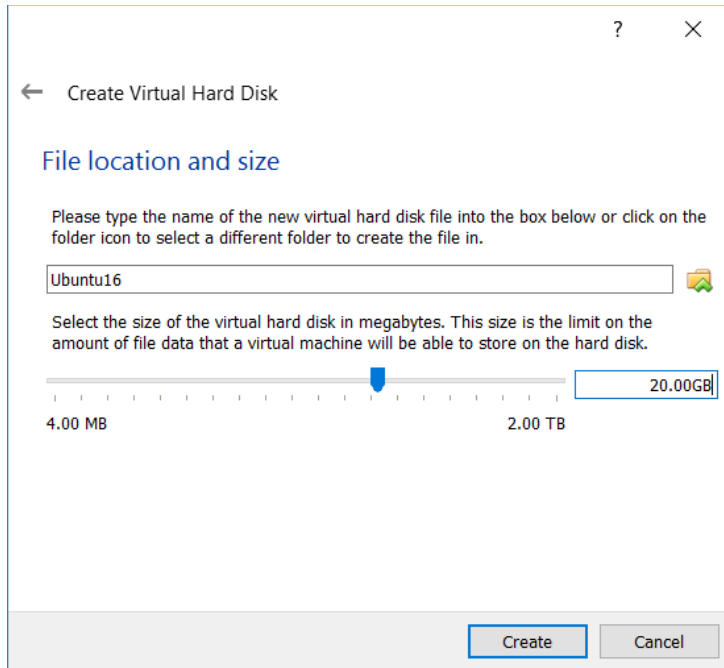 ?
Create Virtual Hard Disk
File location and size
Please type the name of the new virtual hard disk file into the box below or click on the
folder icon to select a different folder to create the file in.
Ubuntu16
Select the size of the virtual hard disk in megabytes. This size is the limit on the
amount of file data that a virtual machine will be able to store on the hard disk.
20.00GB
4.00 MB 2.00 TB
Create Cancel